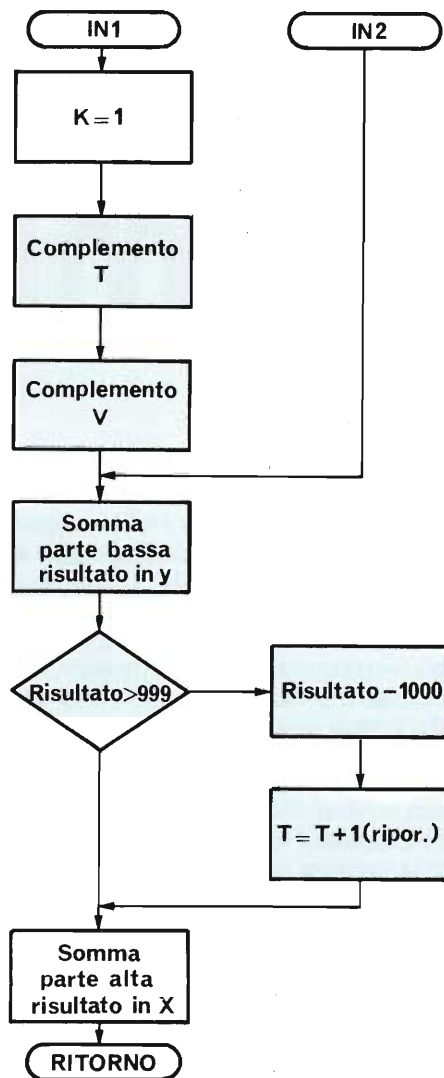 IN1
IN2
K = 1
Complemento
T
Complemento
V
Somma
parte bassa
risultato in y
Risultato>999
Risultato – 1000
T = T + 1 (ripor.)
Somma
parte alta
risultato in X
RITORNO